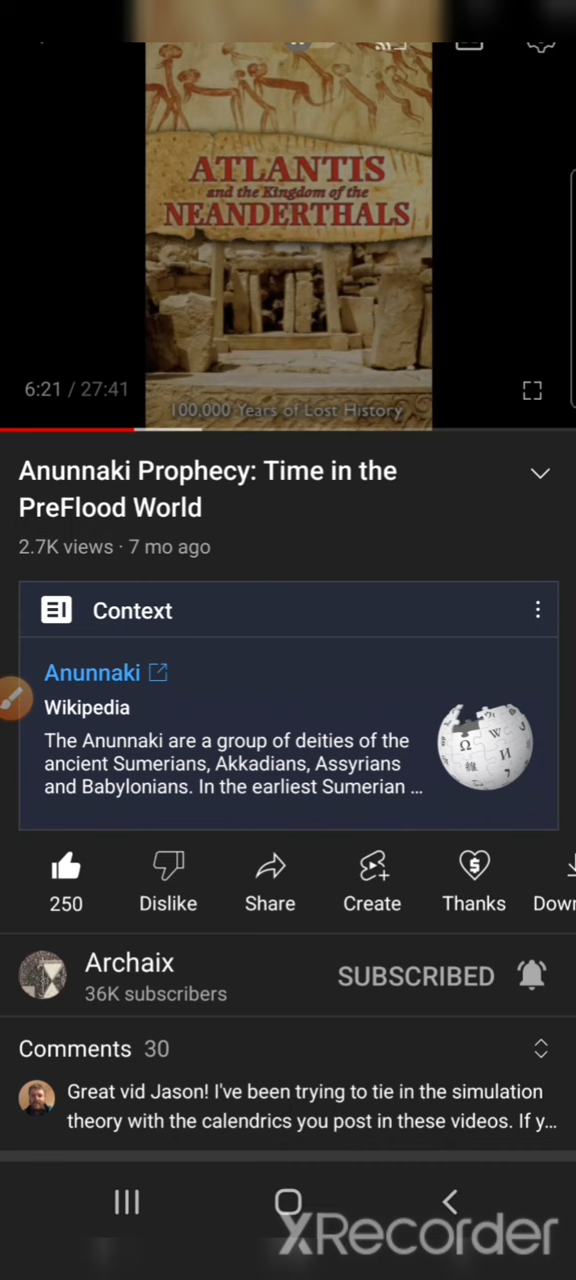 ATLANTIS
and the Kingdom of the
NEANDERTHALS
100,000 Years of Lost History
6:21 / 27:41
Anunnaki Prophecy: Time in the
PreFlood World
2.7K views · 7 mo ago
Context
Anunnaki
Wikipedia
The Anunnaki are a group of deities of the
ancient Sumerians, Akkadians, Assyrians
and Babylonians. In the earliest Sumerian ...
250 Dislike Share Create Thanks Down
Archaix
36K subscribers
SUBSCRIBED
Comments 30
Great vid Jason! I've been trying to tie in the simulation
theory with the calendrics you post in these videos. If y...
XRecorder